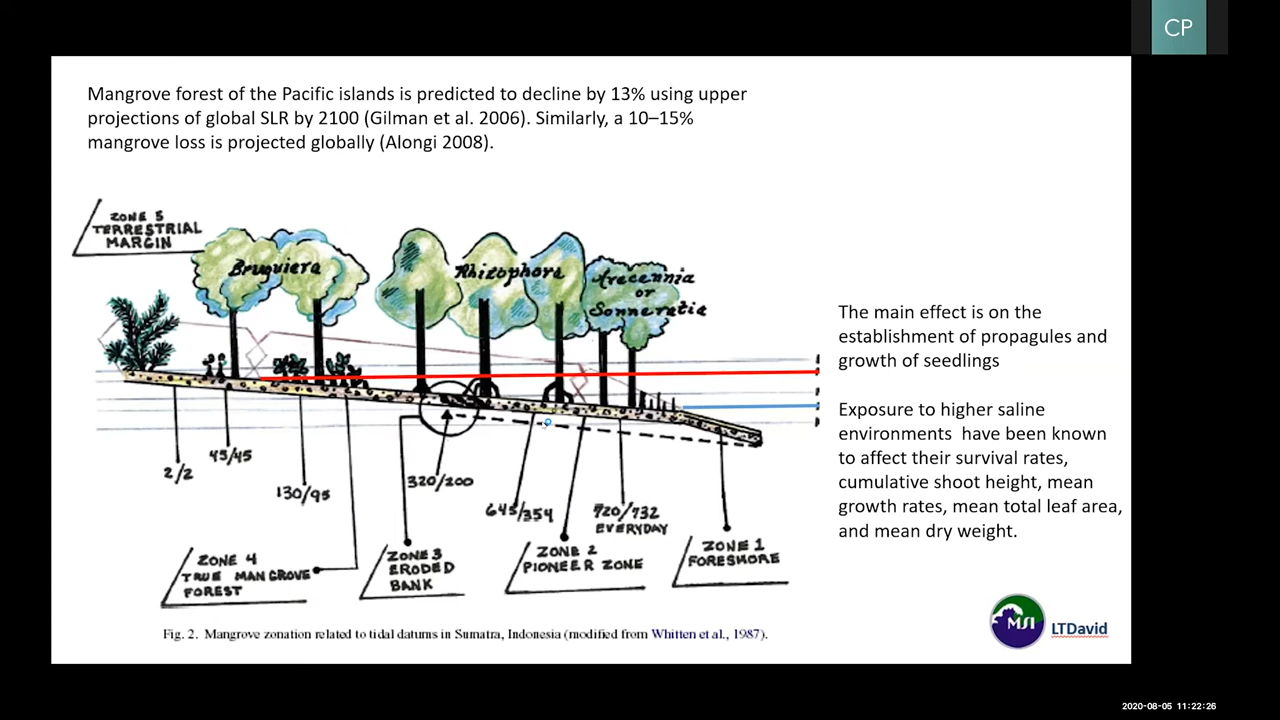 CP
Mangrove forest of the Pacific islands is predicted to decline by 13% using upper
projections of global SLR by 2100 (Gilman et al. 2006). Similarly, a 10–15%
mangrove loss is projected globally (Alongi 2008).
ZONE 5
TERRESTRIAL
MARGIN
Bruguiera
Rhizophora
Avecennia
or
Sonneratia
The main effect is on the
establishment of propagules and
growth of seedlings
Exposure to higher saline
environments have been known
to affect their survival rates,
cumulative shoot height, mean
growth rates, mean total leaf area,
and mean dry weight.
2/2
45/45
130/95
320/200
645/354
720/732
EVERYDAY
ZONE 4
TRUE MANGROVE
FOREST
ZONE 3
ERODED
BANK
ZONE 2
PIONEER ZONE
ZONE 1
FORESHORE
Fig. 2. Mangrove zonation related to tidal datums in Sumatra, Indonesia (modified from Whitten et al., 1987).
MSI
LTDavid
2020-08-05 11:22:26